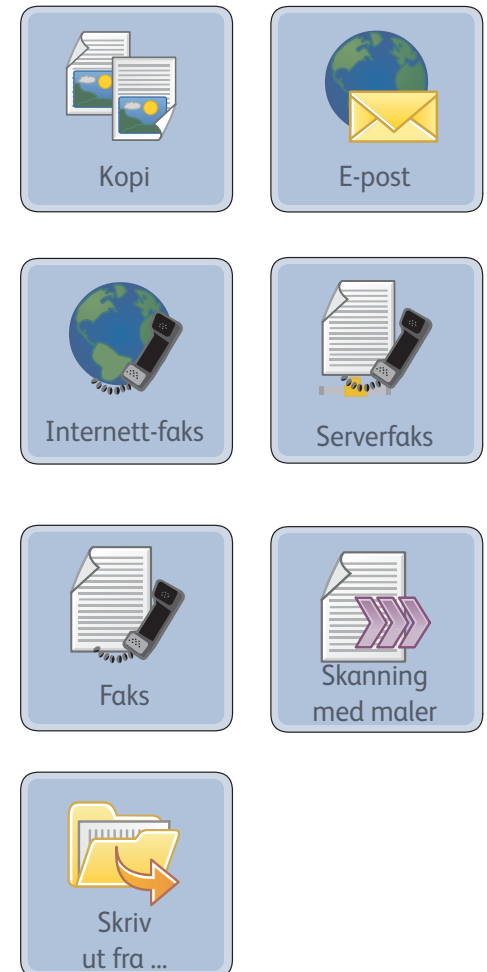 Kopi
E-post
Internett-faks
Serverfaks
Faks
Skanning
med maler
Skriv
ut fra ...